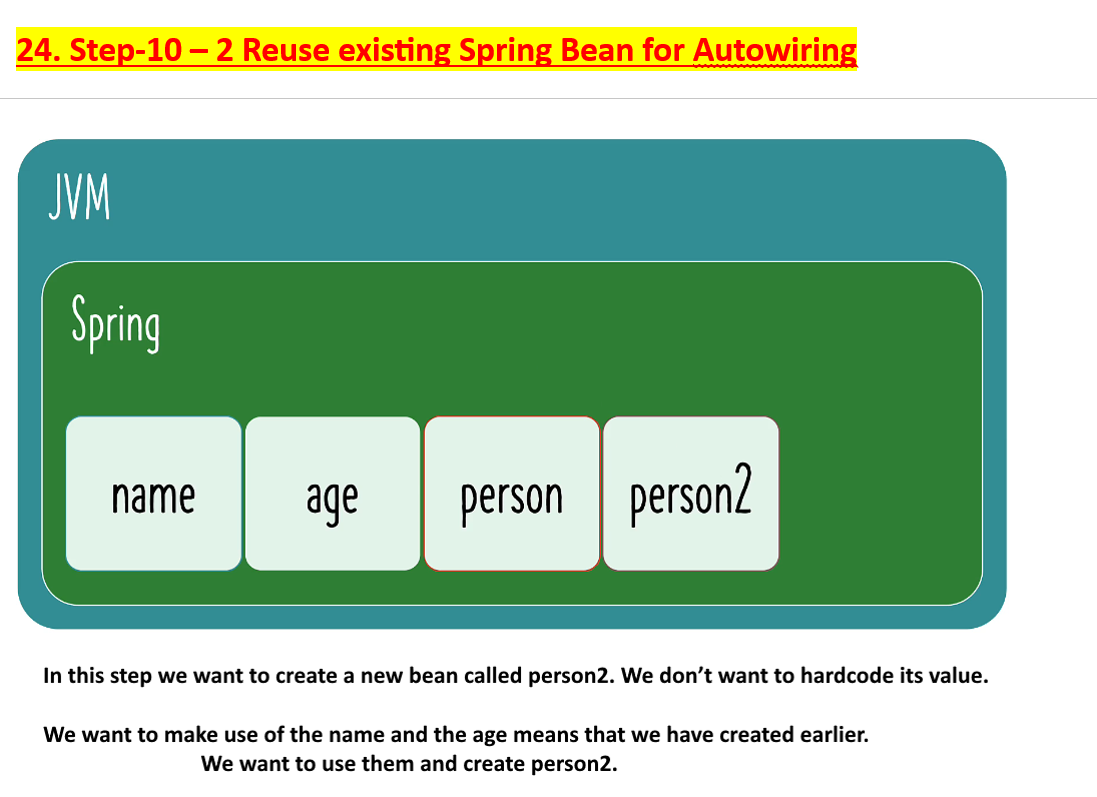 24. Step-10 – 2 Reuse existing Spring Bean for Autowiring
JVM
Spring
name age person person2
In this step we want to create a new bean called person2. We don’t want to hardcode its value.
We want to make use of the name and the age means that we have created earlier.
We want to use them and create person2.